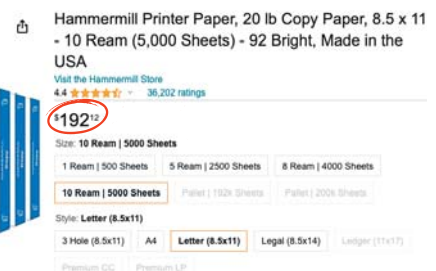 Hammermill Printer Paper, 20 lb Copy Paper, 8.5 x 11
- 10 Ream (5,000 Sheets) - 92 Bright, Made in the
USA
Visit the Hammermill Store
4.4 36,202 ratings
$192.12
Size: 10 Ream | 5000 Sheets
1 Ream | 500 Sheets 5 Ream | 2500 Sheets 8 Ream | 4000 Sheets
10 Ream | 5000 Sheets Pallet | 192k Sheets Pallet | 200k Sheets
Style: Letter (8.5x11)
3 Hole (8.5x11) A4 Letter (8.5x11) Legal (8.5x14) Ledger (11x17)
Premium CC Premium LP